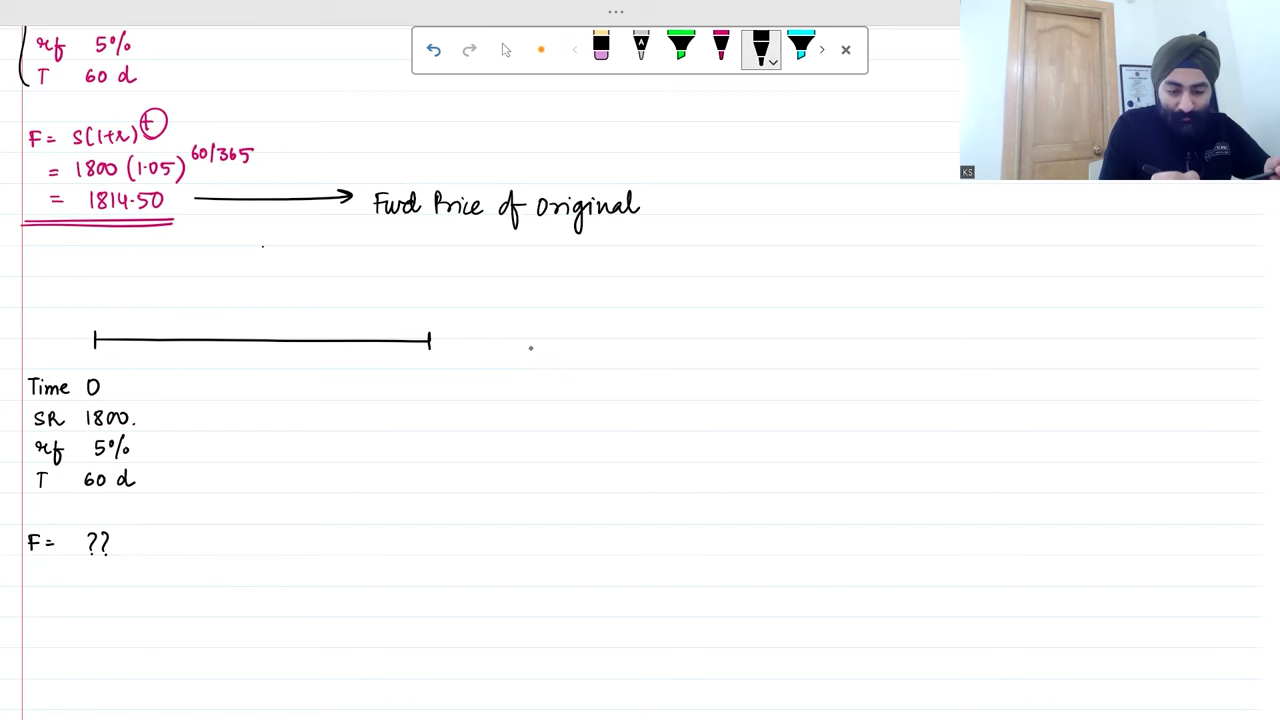 rf 5%
T 60 d
F = S(1+r)^t
= 1800 (1.05)^60/365
= 1814.50 → Fwd Price of Original
Time 0
SR 1800.
rf 5%
T 60 d
F = ??
KS